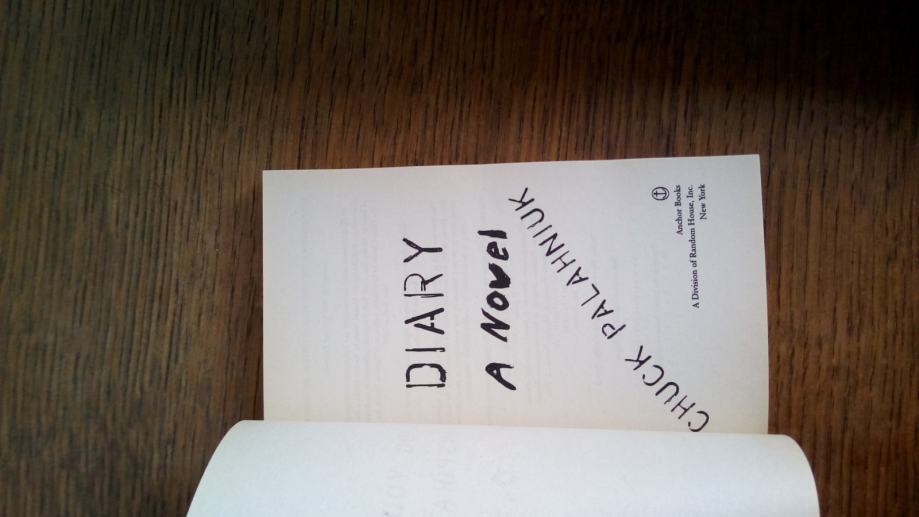 DIARY
A Novel
CHUCK PALAHNIUK
Anchor Books
A Division of Random House, Inc.
New York